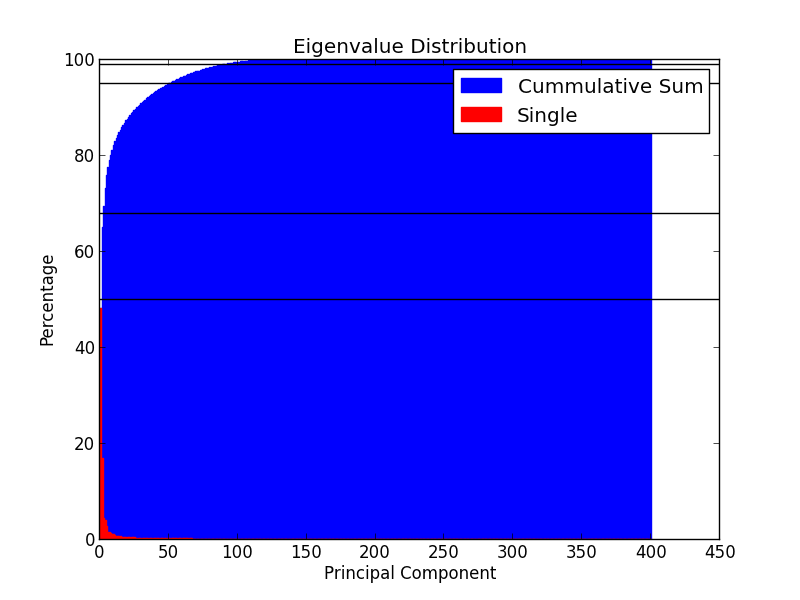 Eigenvalue Distribution
100
80
60
40
20
0
Percentage
Cummulative Sum
Single
0 50 100 150 200 250 300 350 400 450
Principal Component